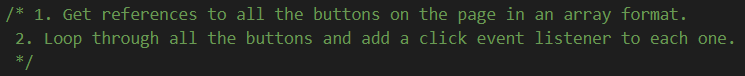 /* 1. Get references to all the buttons on the page in an array format.
2. Loop through all the buttons and add a click event listener to each one.
*/